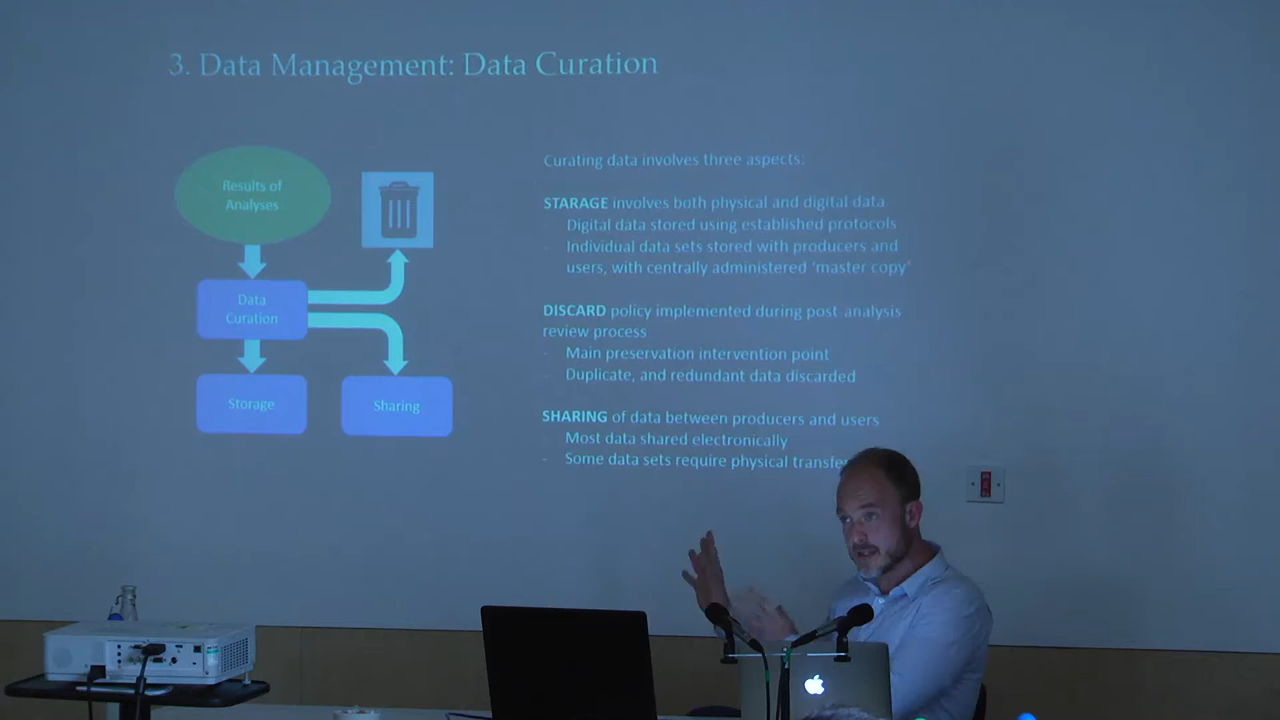 3. Data Management: Data Curation
Results of
Analyses
Data
Curation
Storage
Sharing
Curating data involves three aspects:
STARAGE involves both physical and digital data
Digital data stored using established protocols
- Individual data sets stored with producers and
users, with centrally administered 'master copy'
DISCARD policy implemented during post-analysis
review process
- Main preservation intervention point
- Duplicate, and redundant data discarded
SHARING of data between producers and users
Most data shared electronically
- Some data sets require physical transfe